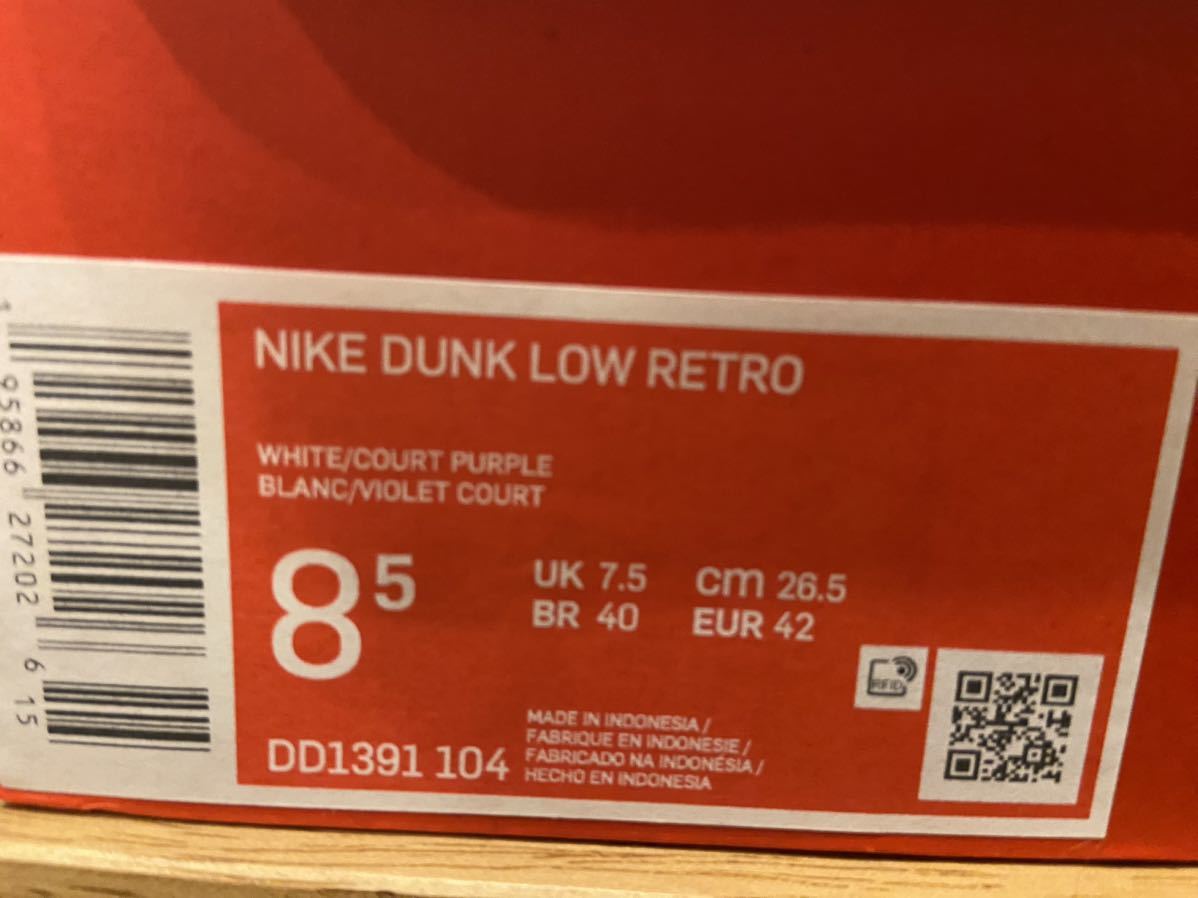 NIKE DUNK LOW RETRO
WHITE/COURT PURPLE
BLANC/VIOLET COURT
8 5
UK 7.5 cm 26.5
BR 40 EUR 42
RFID
DD1391 104
MADE IN INDONESIA /
FABRIQUE EN INDONESIE /
FABRICADO NA INDONÉSIA /
HECHO EN INDONESIA
1 95866 27202 6 15